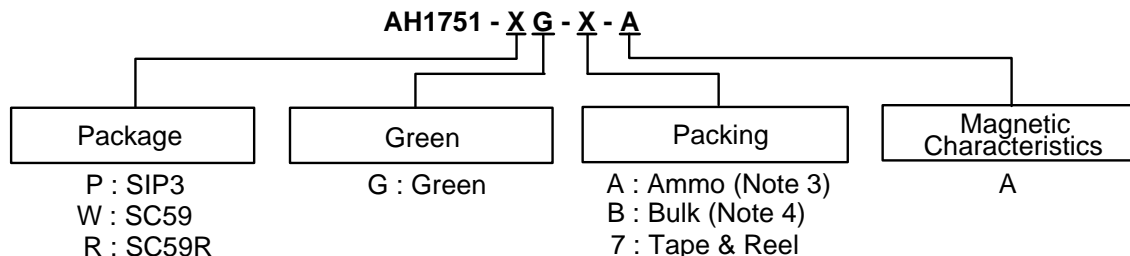 AH1751 - X G - X - A
Package
Green
Packing
Magnetic
Characteristics
P : SIP3
W : SC59
R : SC59R
G : Green
A : Ammo (Note 3)
B : Bulk (Note 4)
7 : Tape & Reel
A